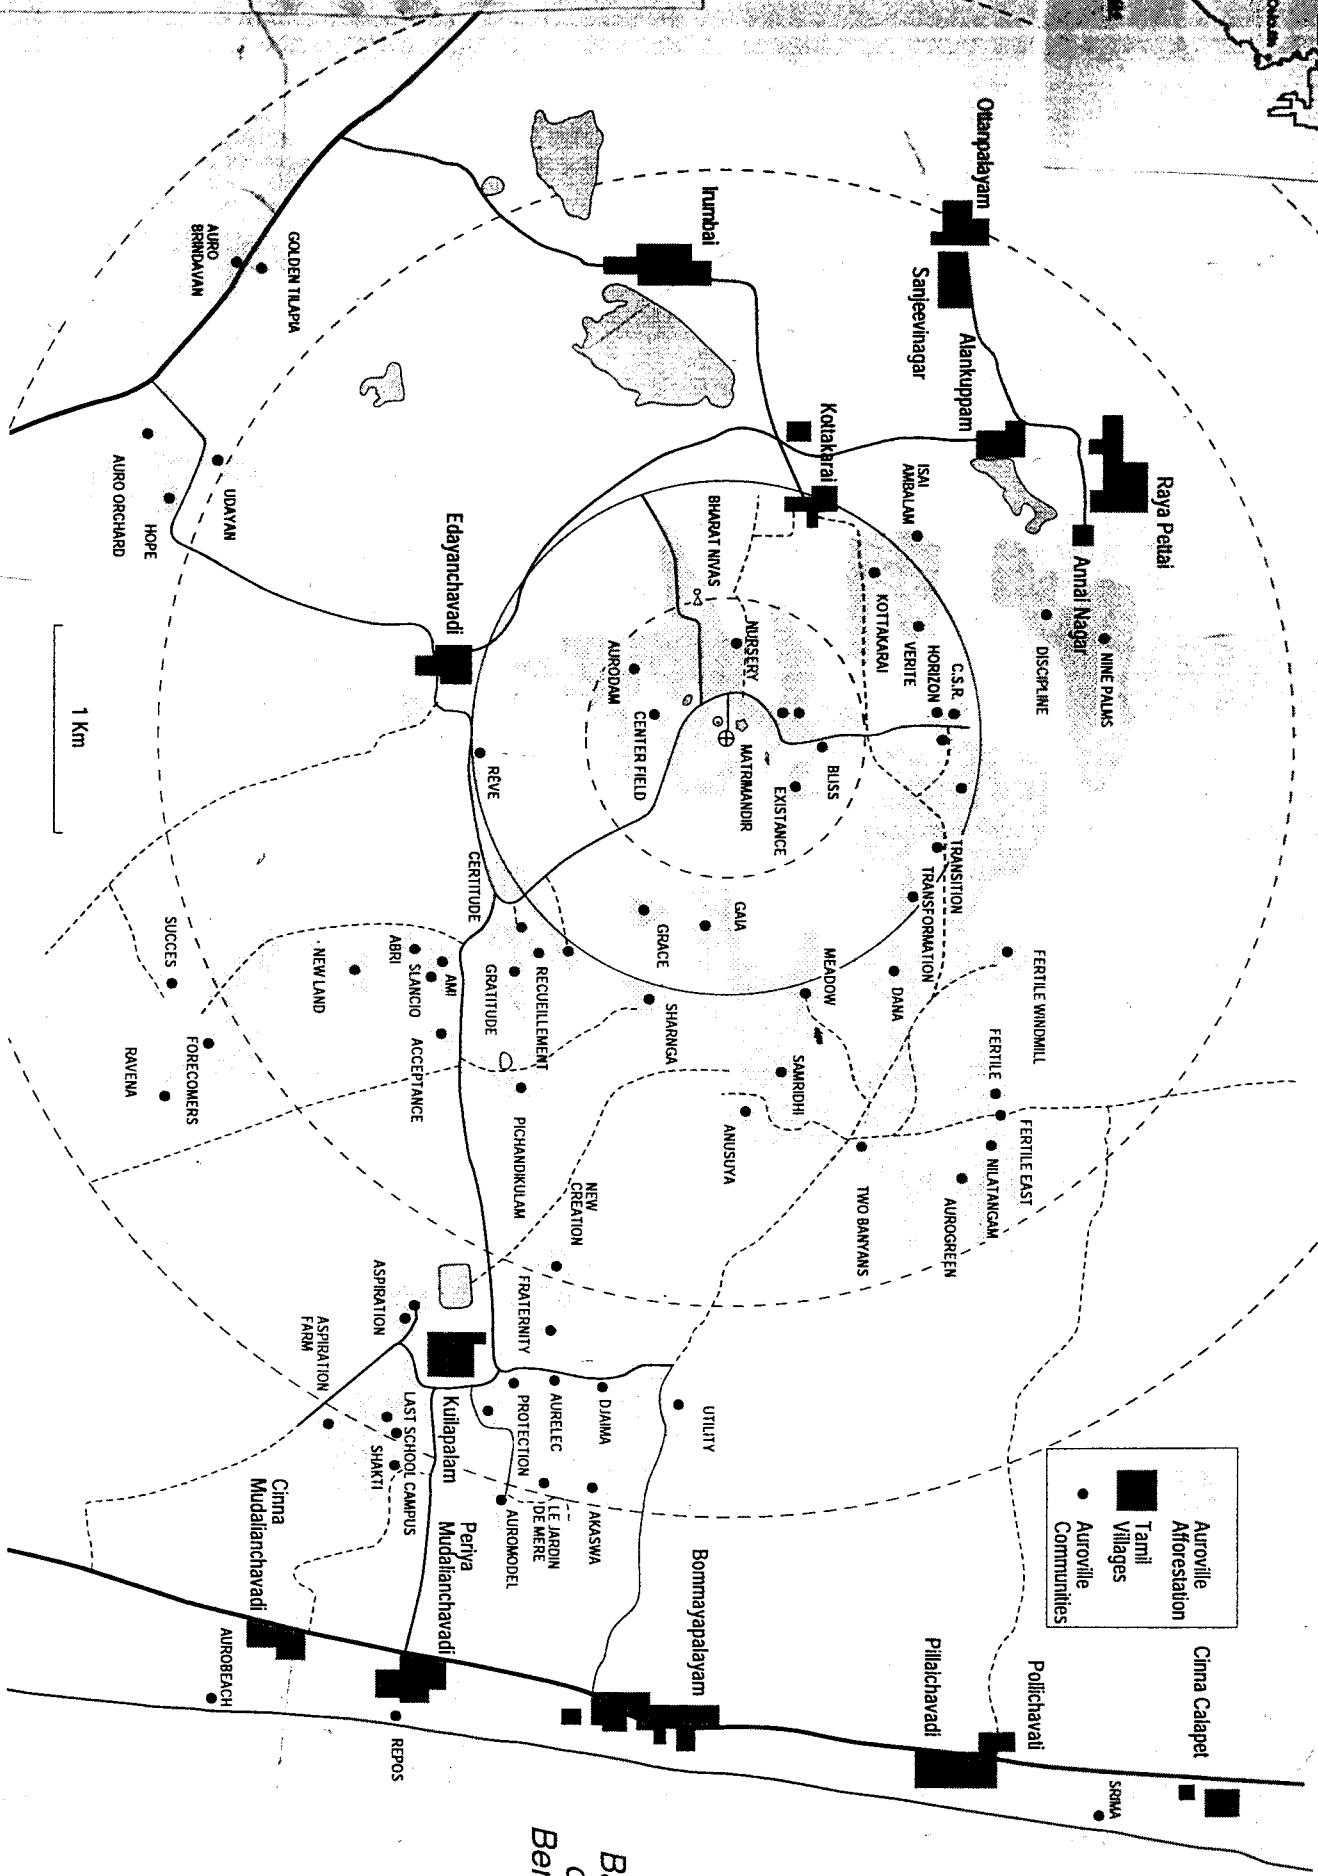 Ottanpalayam
Sanjeevinagar
Alankuppam
Raya Pettai
Annai Nagar
Irumbai
Kottakarai
ISAI
AMBALAM
NINE PALMS
DISCIPLINE
KOTTAKARAI
VERITE
HORIZON
C.S.R.
BHARAT NIVAS
NURSERY
AURODAM
CENTER FIELD
MATRIMANDIR
BLISS
EXISTANCE
TRANSITION
TRANSFORMATION
GOLDEN TILAPIA
AURO
BRINDAVAN
UDAYAN
HOPE
AURO ORCHARD
Edayanchavadi
1 Km
RÊVE
CERTITUDE
GAIA
GRACE
MEADOW
DANA
FERTILE WINDMILL
FERTILE
FERTILE EAST
NILATANGAM
AUROGREEN
TWO BANYANS
SAMRIDHI
ANUSUYA
SHARNGA
RECUEILLEMENT
GRATITUDE
AMI
SLANCIO
ABRI
NEW LAND
ACCEPTANCE
SUCCES
FORECOMERS
RAVENA
PICHANDIKULAM
NEW
CREATION
FRATERNITY
ASPIRATION
ASPIRATION
FARM
Kuilapalam
LAST SCHOOL CAMPUS
SHAKTI
PROTECTION
AURELEC
DJAIMA
UTILITY
AKASWA
LE JARDIN
DE MERE
AUROMODEL
Periya
Mudalianchavadi
Cinna
Mudalianchavadi
AUROBEACH
REPOS
Bommayapalayam
Pillaichavadi
Pollichavati
Cinna Calapet
SRIMA
Auroville
Afforestation
Tamil
Villages
Auroville
Communities